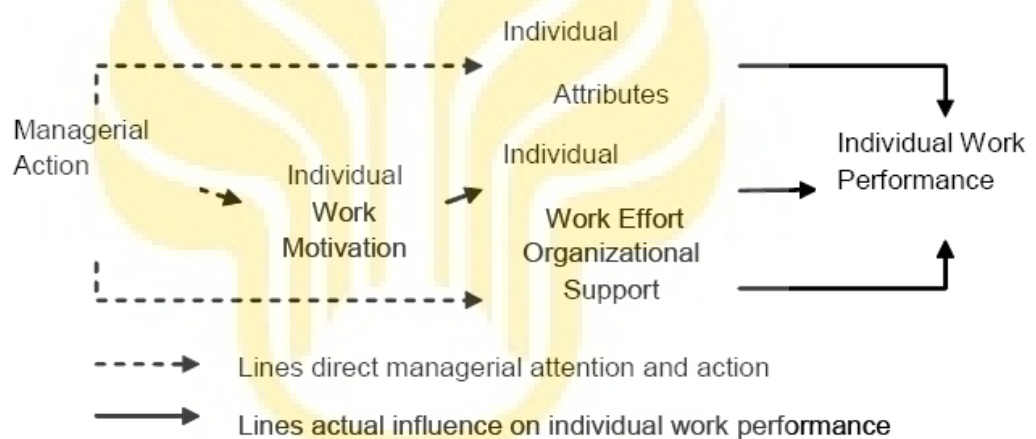 Individual
Attributes
Managerial
Action
Individual
Work
Motivation
Individual
Work Effort
Organizational
Support
Individual Work
Performance
Lines direct managerial attention and action
Lines actual influence on individual work performance